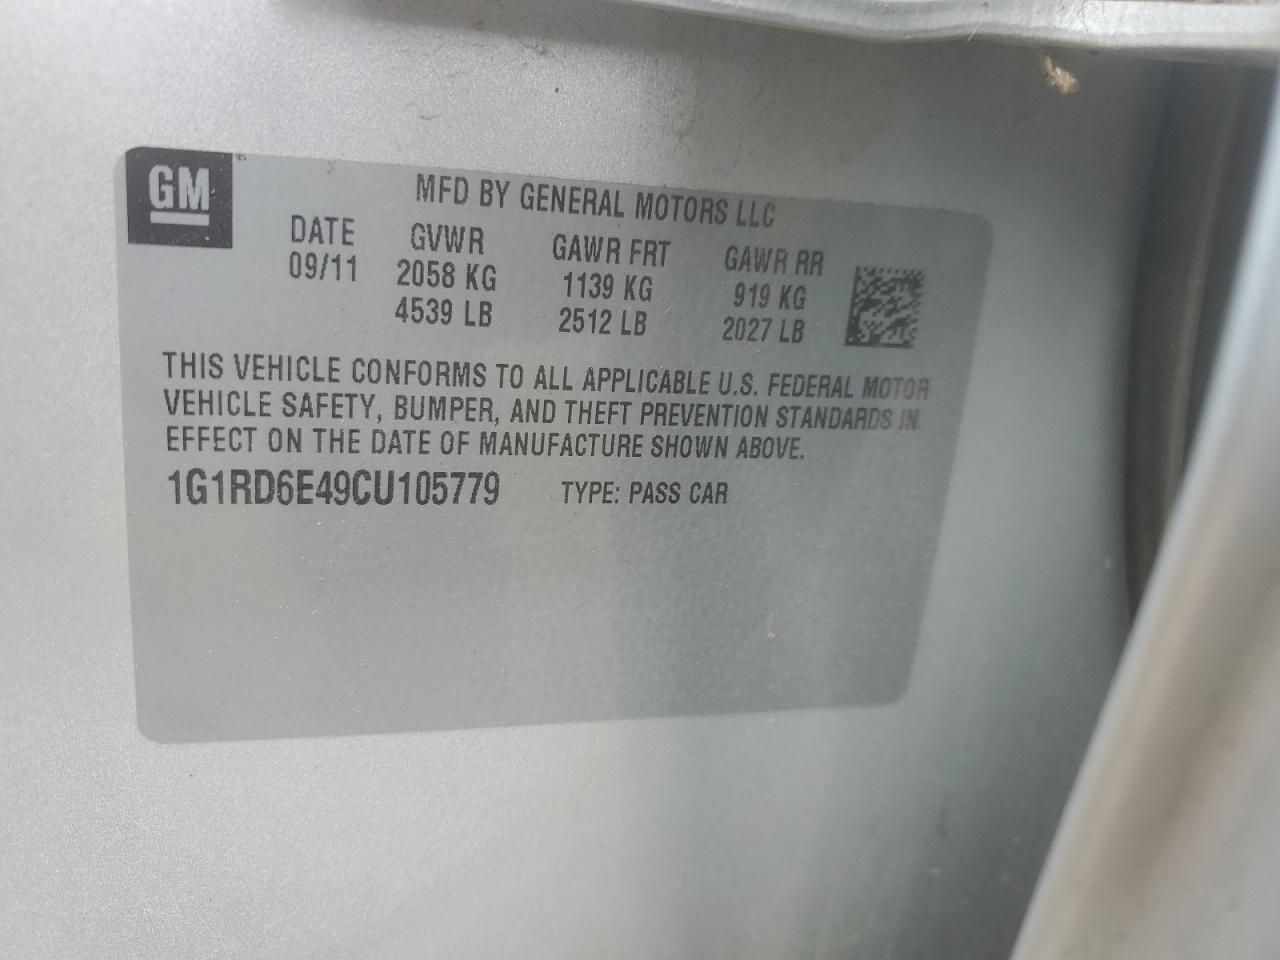 GM
MFD BY GENERAL MOTORS LLC
DATE GVWR GAWR FRT GAWR RR
09/11 2058 KG 1139 KG 919 KG
4539 LB 2512 LB 2027 LB
THIS VEHICLE CONFORMS TO ALL APPLICABLE U.S. FEDERAL MOTOR
VEHICLE SAFETY, BUMPER, AND THEFT PREVENTION STANDARDS IN
EFFECT ON THE DATE OF MANUFACTURE SHOWN ABOVE.
1G1RD6E49CU105779 TYPE: PASS CAR